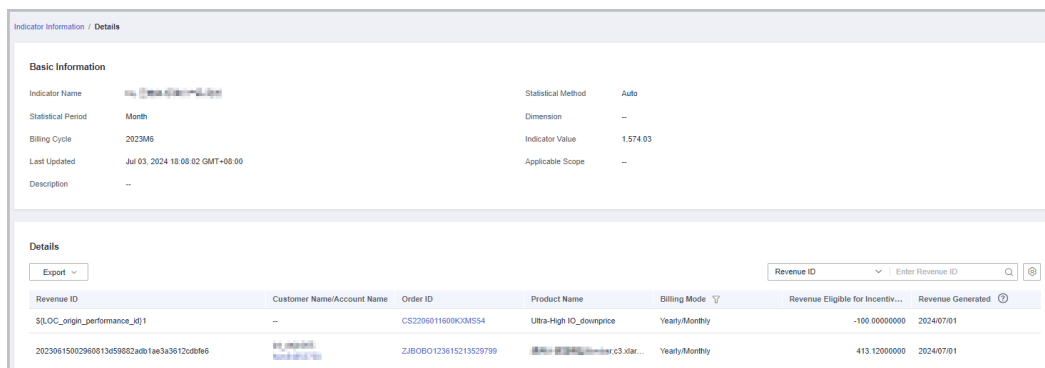 Indicator Information / Details
Basic Information
Indicator Name
Statistical Method Auto
Statistical Period Month
Dimension --
Billing Cycle 2023M6
Indicator Value 1,574.03
Last Updated Jul 03, 2024 18:08:02 GMT+08:00
Applicable Scope --
Description --
Details
Export
Revenue ID Enter Revenue ID
Revenue ID Customer Name/Account Name Order ID Product Name Billing Mode Revenue Eligible for Incentiv... Revenue Generated
${LOC_origin_performance_id}1 -- CS2206011600KXMS54 Ultra-High IO_downprice Yearly/Monthly -100.00000000 2024/07/01
20230615002960813d59882adb1ae3a3612cdbfe6 ZJBOBO123615213529799 c3.xlar... Yearly/Monthly 413.12000000 2024/07/01